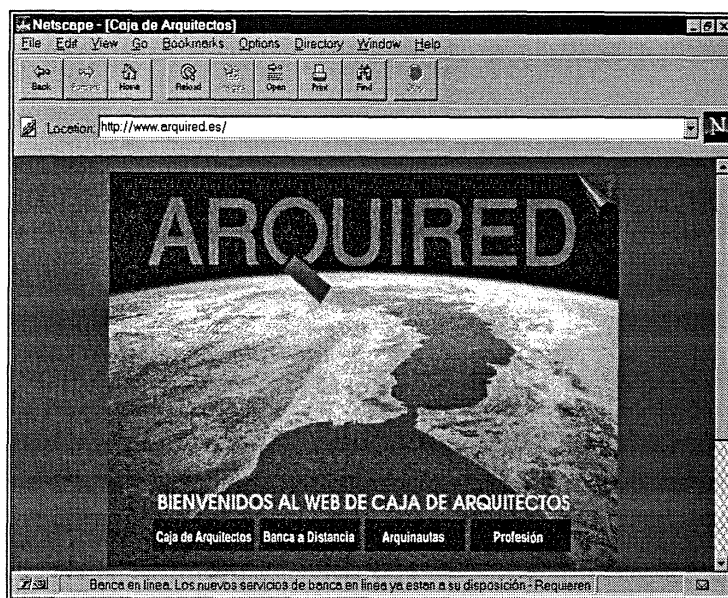 Netscape - [Caja de Arquitectos]
File Edit View Go Bookmarks Options Directory Window Help
Back Forward Home Reload Images Open Print Find Stop
Location: http://www.arquired.es/
N
ARQUIRED
BIENVENIDOS AL WEB DE CAJA DE ARQUITECTOS
Caja de Arquitectos Banca a Distancia Arquinautas Profesión
Banca en linea. Los nuevos servicios de banca en linea ya estan a su disposición - Requieren